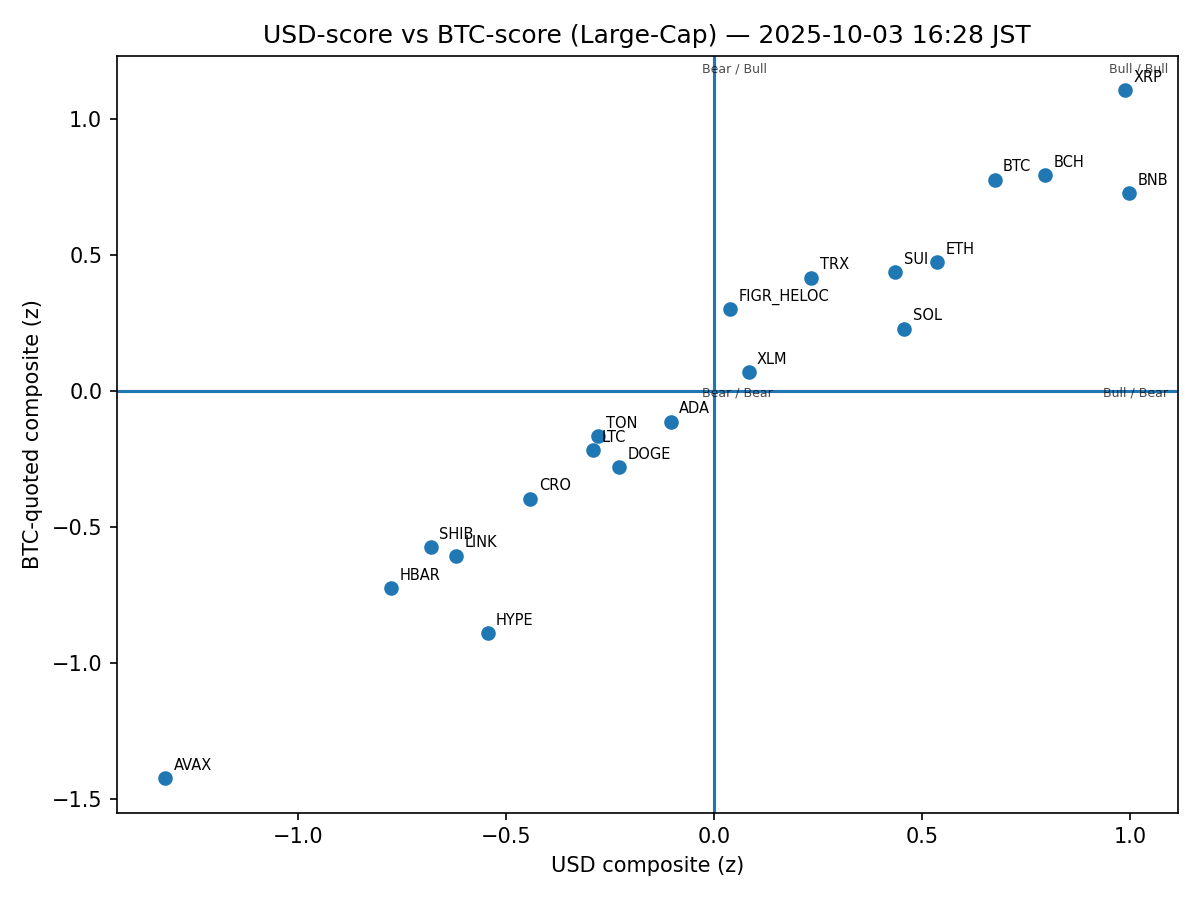 USD-score vs BTC-score (Large-Cap) — 2025-10-03 16:28 JST
Bear / Bull
Bull / Bull
XRP
BTC
BCH
BNB
ETH
SUI
TRX
FIGR_HELOC
SOL
XLM
Bear / Bear
Bull / Bear
ADA
TON
LTC
DOGE
CRO
SHIB
LINK
HBAR
HYPE
AVAX
1.0
0.5
0.0
−0.5
−1.0
−1.5
BTC-quoted composite (z)
−1.0
−0.5
0.0
0.5
1.0
USD composite (z)